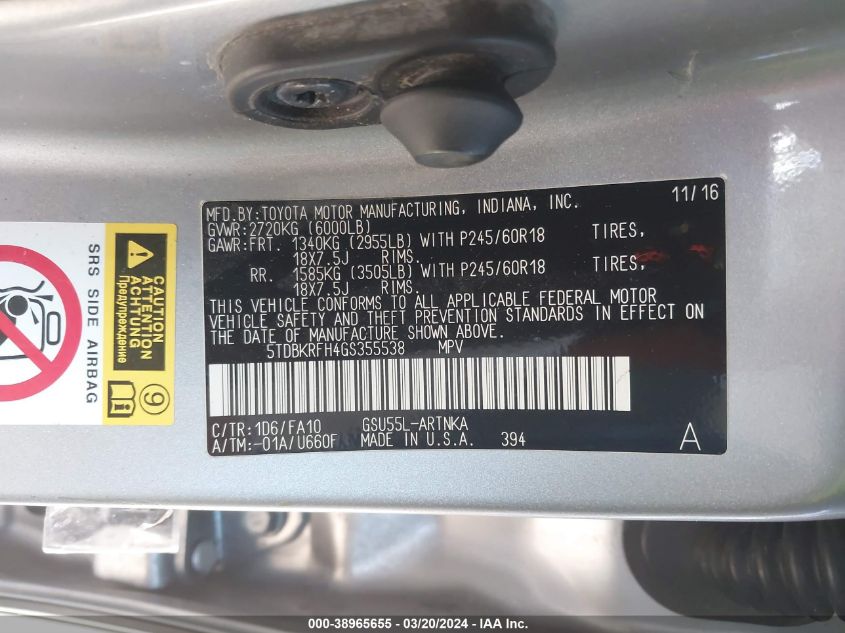 MFD.BY:TOYOTA MOTOR MANUFACTURING, INDIANA, INC. 11/16
GVWR:2720KG (6000LB)
GAWR:FRT. 1340KG (2955LB) WITH P245/60R18 TIRES,
18X7.5J RIMS.
RR. 1585KG (3505LB) WITH P245/60R18 TIRES,
18X7.5J RIMS.
THIS VEHICLE CONFORMS TO ALL APPLICABLE FEDERAL MOTOR
VEHICLE SAFETY AND THEFT PREVENTION STANDARDS IN EFFECT ON
THE DATE OF MANUFACTURE SHOWN ABOVE.
5TDBKRFH4GS355538 MPV
C/TR:1D6/FA10 GSU55L-ARTNKA
A/TM:-01A/U660F MADE IN U.S.A. 394 A
SRS SIDE AIRBAG
CAUTION
ATTENTION
ACHTUNG
Предупреждение
9
000-38965655 - 03/20/2024 - IAA Inc.